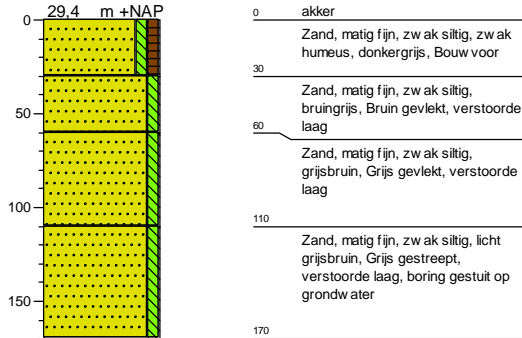 29,4 m +NAP
0
50
100
150
0 akker
Zand, matig fijn, zwak siltig, zwak
humeus, donkergrijs, Bouwvoor
30
Zand, matig fijn, zwak siltig,
bruingrijs, Bruin gevlekt, verstoorde
laag
60
Zand, matig fijn, zwak siltig,
grijsbruin, Grijs gevlekt, verstoorde
laag
110
Zand, matig fijn, zwak siltig, licht
grijsbruin, Grijs gestreept,
verstoorde laag, boring gestuit op
grondwater
170